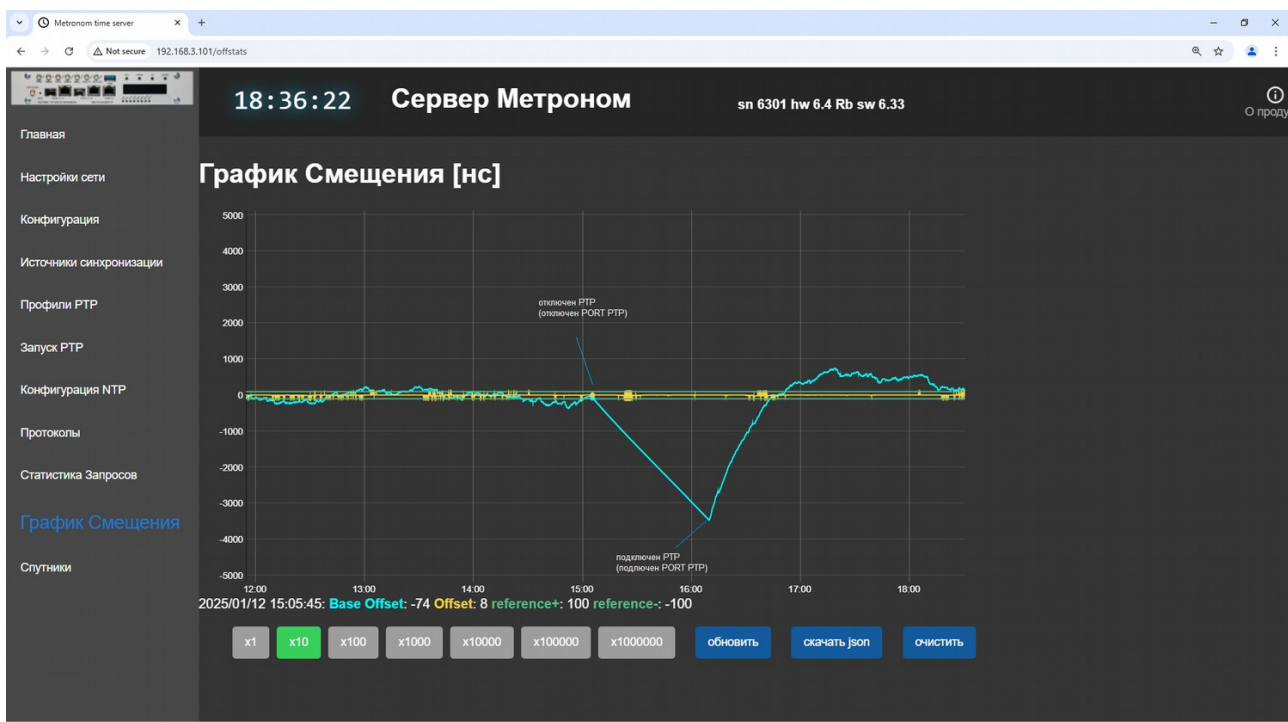 Metronom time server
Not secure 192.168.3.101/offstats
18:36:22 Сервер Метроном sn 6301 hw 6.4 Rb sw 6.33
О проду
Главная
Настройки сети
Конфигурация
Источники синхронизации
Профили PTP
Запуск PTP
Конфигурация NTP
Протоколы
Статистика Запросов
График Смещения
Спутники
График Смещения [нс]
5000
4000
3000
2000
1000
0
-1000
-2000
-3000
-4000
-5000
отключен PTP
(отключен PORT PTP)
подключен PTP
(подлючен PORT PTP)
12:00 13:00 14:00 15:00 16:00 17:00 18:00
2025/01/12 15:05:45: Base Offset: -74 Offset: 8 reference+: 100 reference-: -100
x1 x10 x100 x1000 x10000 x100000 x1000000 обновить скачать json очистить